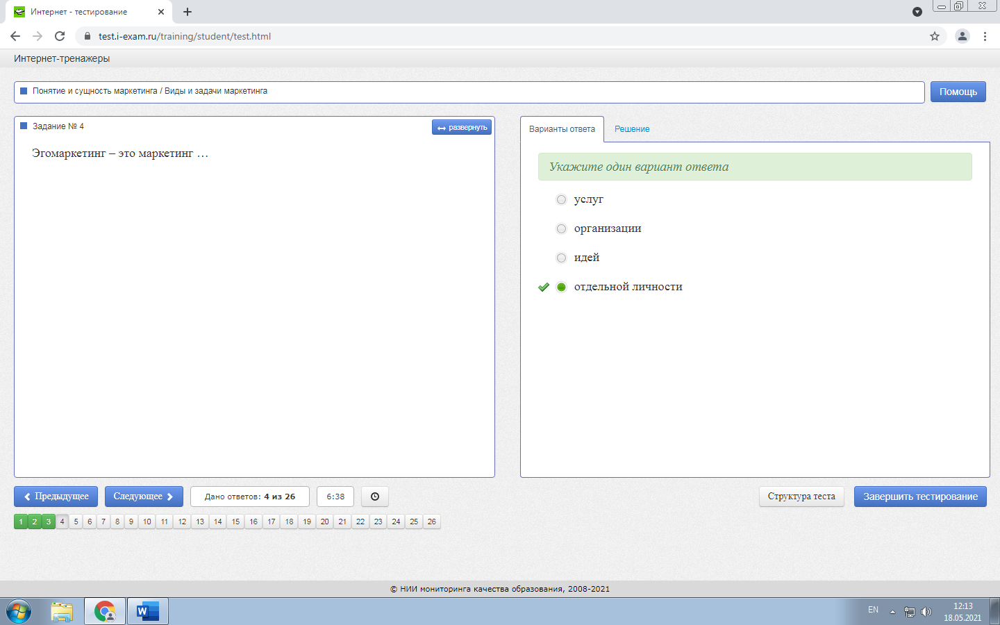 Интернет - тестирование
test.i-exam.ru/training/student/test.html
Интернет-тренажеры
Понятие и сущность маркетинга / Виды и задачи маркетинга
Помощь
Задание № 4
развернуть
Эгомаркетинг – это маркетинг …
Варианты ответа
Решение
Укажите один вариант ответа
услуг
организации
идей
отдельной личности
Предыдущее
Следующее
Дано ответов: 4 из 26
6:38
Структура теста
Завершить тестирование
1 2 3 4 5 6 7 8 9 10 11 12 13 14 15 16 17 18 19 20 21 22 23 24 25 26
© НИИ мониторинга качества образования, 2008-2021
W
EN
12:13
18.05.2021